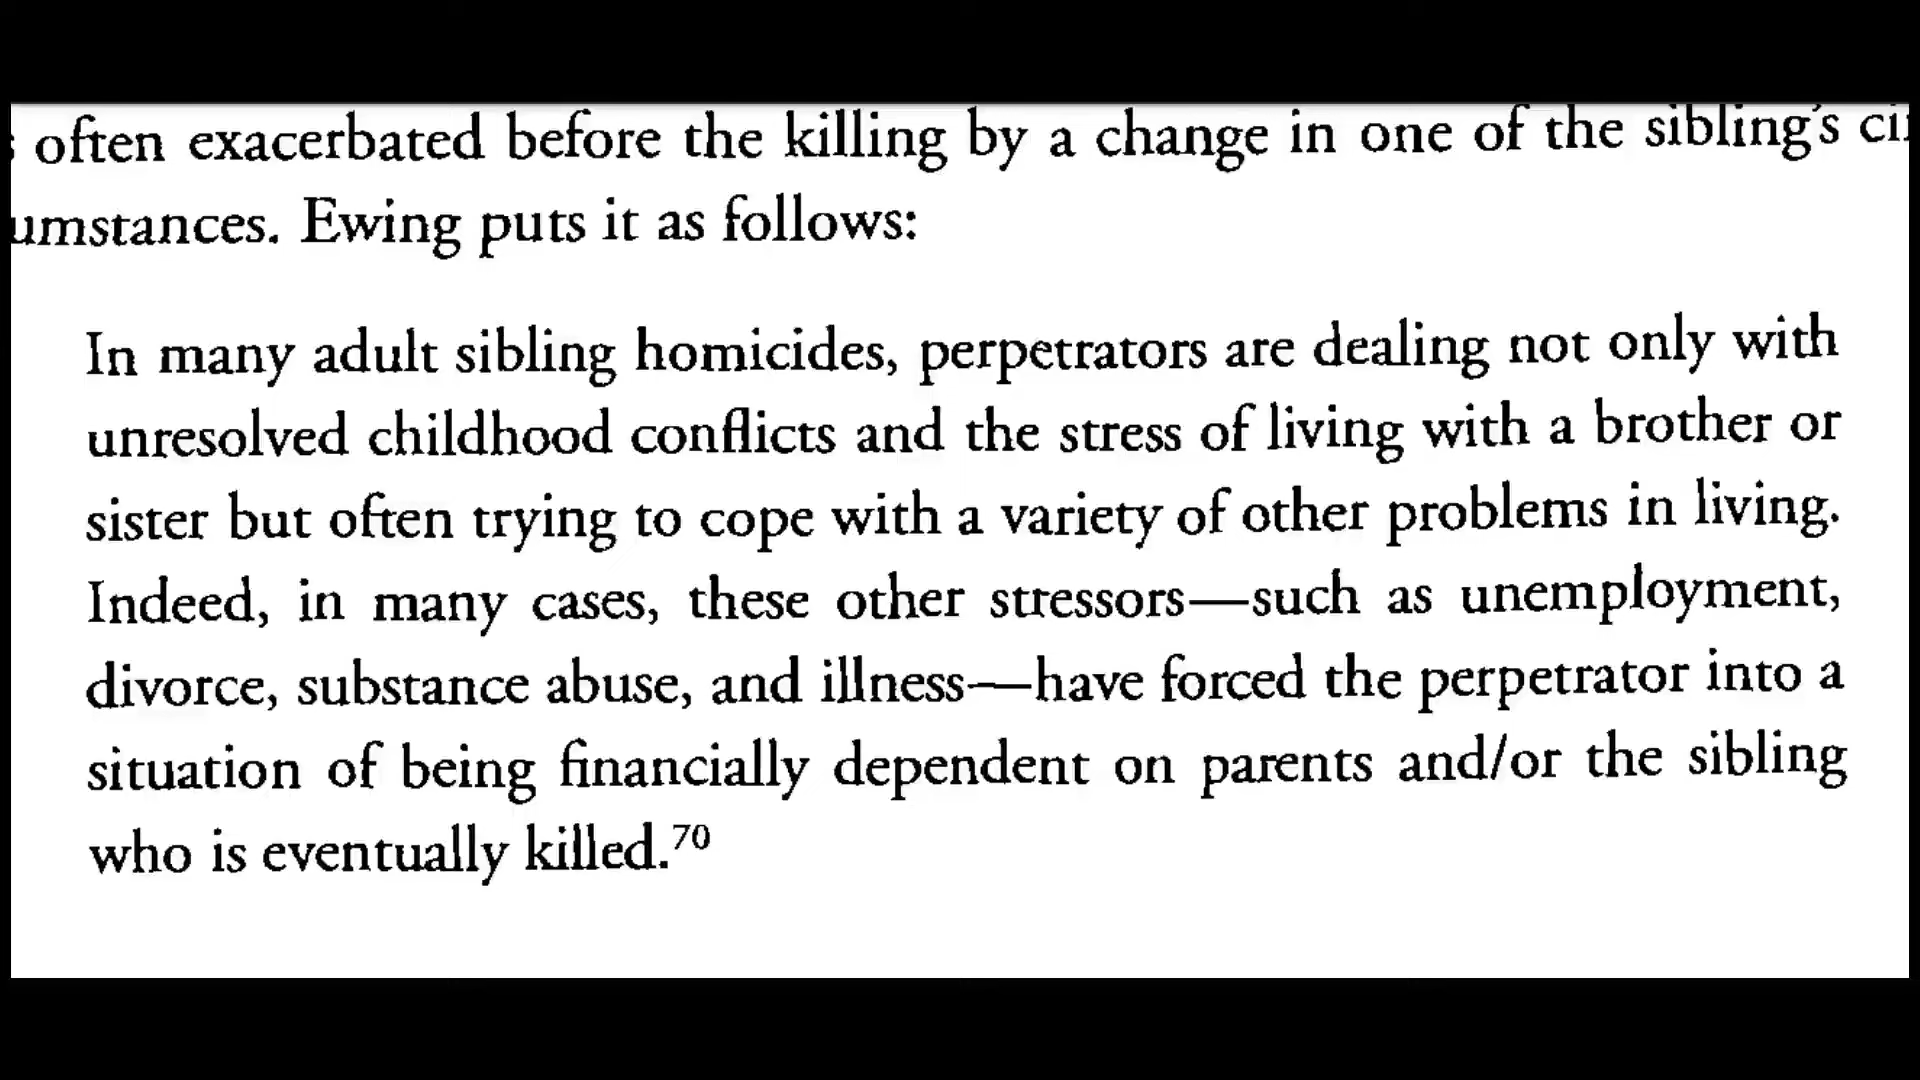 often exacerbated before the killing by a change in one of the sibling's cir
umstances. Ewing puts it as follows:
In many adult sibling homicides, perpetrators are dealing not only with
unresolved childhood conflicts and the stress of living with a brother or
sister but often trying to cope with a variety of other problems in living.
Indeed, in many cases, these other stressors—such as unemployment,
divorce, substance abuse, and illness—have forced the perpetrator into a
situation of being financially dependent on parents and/or the sibling
who is eventually killed.70